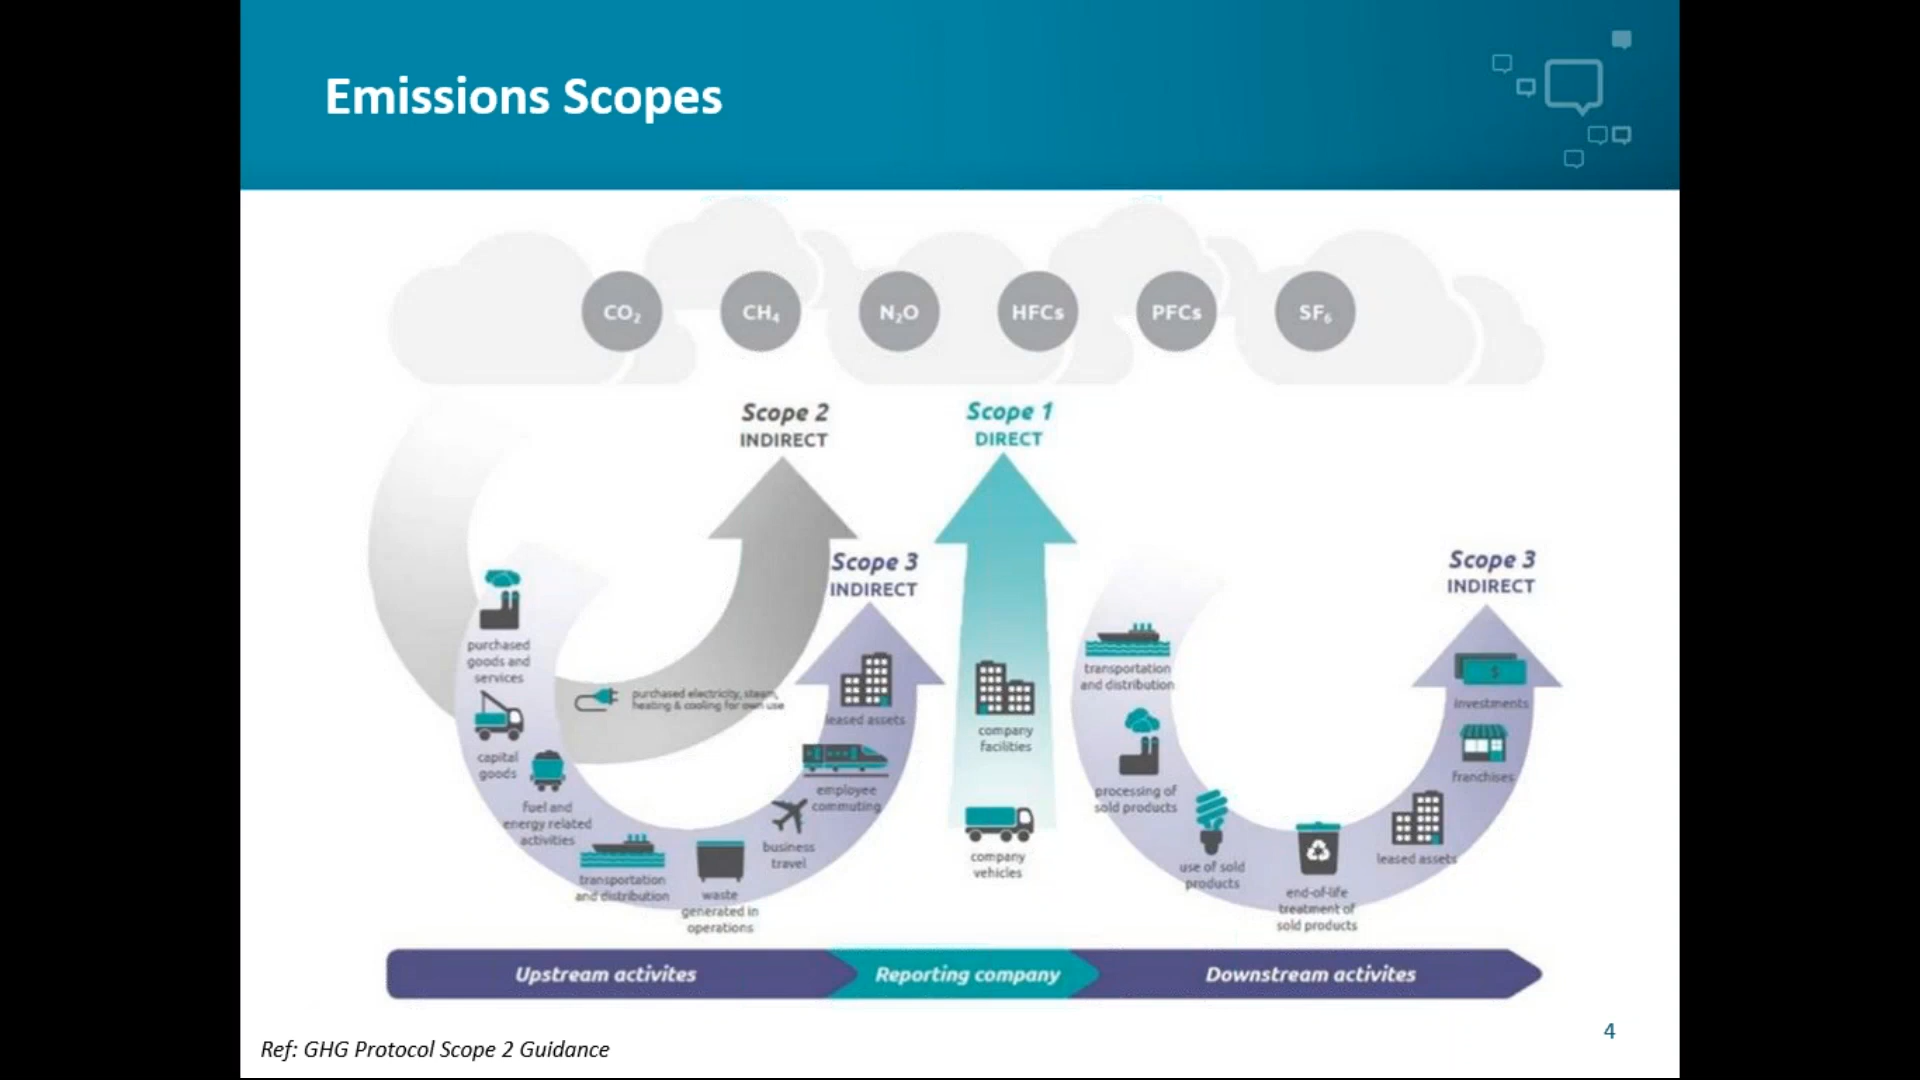 Emissions Scopes
CO₂
CH₄
N₂O
HFCs
PFCs
SF₆
Scope 2
INDIRECT
Scope 1
DIRECT
Scope 3
INDIRECT
Scope 3
INDIRECT
purchased
goods and
services
capital
goods
fuel and
energy related
activities
transportation
and distribution
waste
generated in
operations
business
travel
employee
commuting
leased assets
purchased electricity, steam,
heating & cooling for own use
company
facilities
company
vehicles
transportation
and distribution
processing of
sold products
use of sold
products
end-of-life
treatment of
sold products
leased assets
franchises
investments
$
Upstream activites
Reporting company
Downstream activites
Ref: GHG Protocol Scope 2 Guidance
4